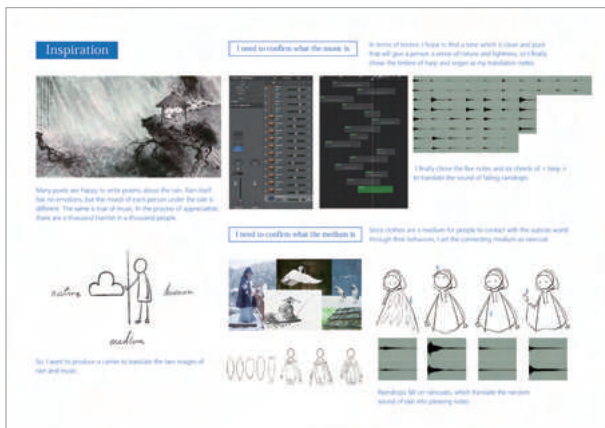 Inspiration
I need to confirm what the music is
In terms of timbre, I hope to find a tone which is clean and pure
that will give a person a sense of nature and lightness, so I finally
chose the timbre of harp and organ as my translation notes.
I finally chose the five notes and six chords of < harp >
to translate the sound of falling raindrops.
Many poets are happy to write poems about the rain. Rain itself
has no emotions, but the mood of each person under the rain is
different. The same is true of music. In the process of appreciation,
there are a thousand Hamlet in a thousand people.
I need to confirm what the medium is
Since clothes are a medium for people to contact with the outside world
through their behaviors, I set the connecting medium as raincoat
nature
human
medium
So I want to produce a carrier to translate the two images of
rain and music.
Raindrops fall on raincoats, which translate the random
sound of rain into pleasing notes.